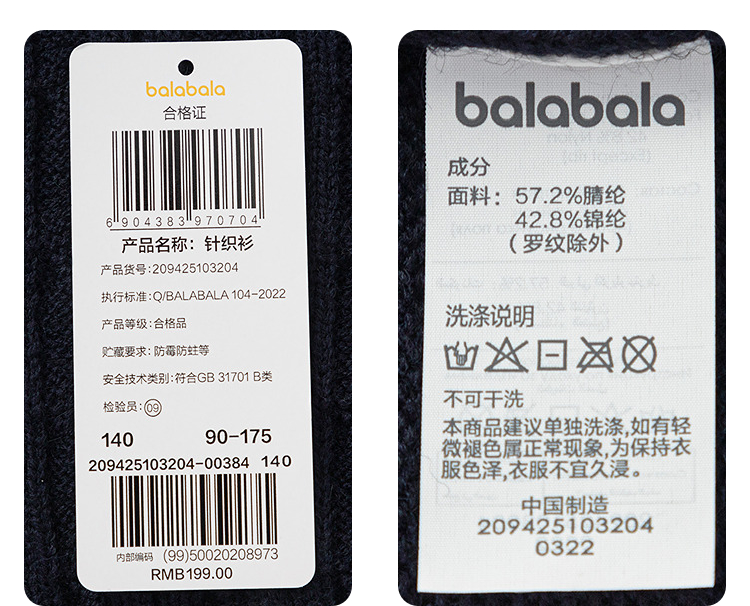 balabala
合格证
6 904383 970704
产品名称：针织衫
产品货号:209425103204
执行标准:Q/BALABALA 104-2022
产品等级:合格品
贮藏要求:防霉防蛀等
安全技术类别:符合GB 31701 B类
检验员:09
140 90-175
209425103204-00384 140
内部编码 (99)50020208973
RMB199.00
balabala
成分
面料：57.2%腈纶
42.8%锦纶
（罗纹除外）
洗涤说明
不可干洗
本商品建议单独洗涤,如有轻
微褪色属正常现象,为保持衣
服色泽,衣服不宜久浸。
中国制造
209425103204
0322